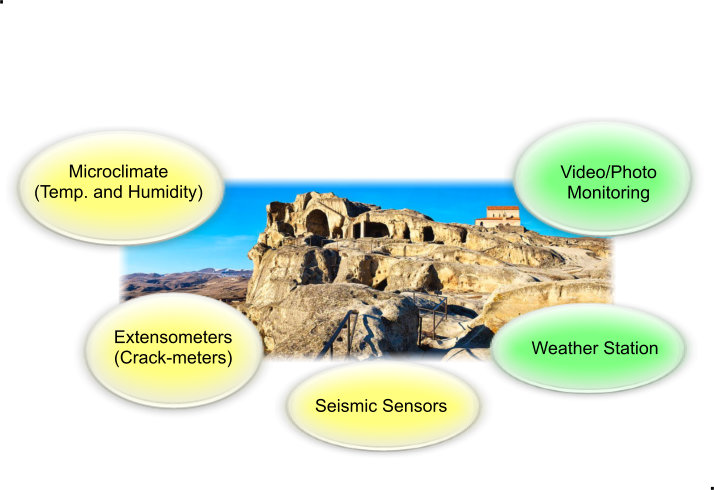 Microclimate
(Temp. and Humidity)
Video/Photo
Monitoring
Extensometers
(Crack-meters)
Weather Station
Seismic Sensors